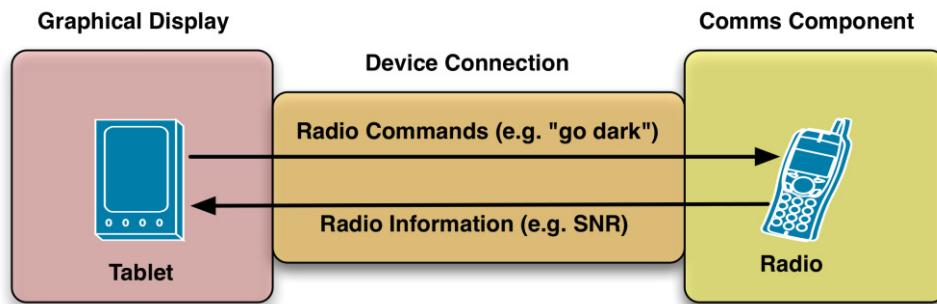 Graphical Display
Comms Component
Device Connection
Radio Commands (e.g. "go dark")
Radio Information (e.g. SNR)
Tablet
Radio